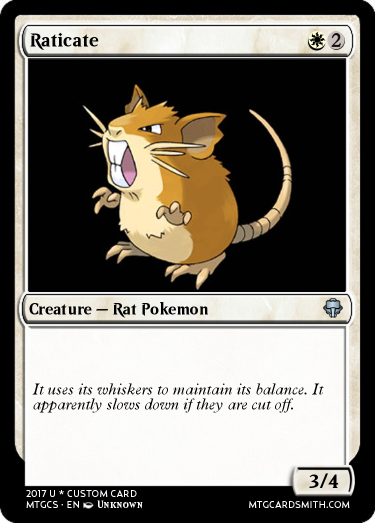 Raticate 2
Creature — Rat Pokemon
It uses its whiskers to maintain its balance. It
apparently slows down if they are cut off.
3/4
2017 U * CUSTOM CARD
MTGCS • EN Unknown MTGCARDSMITH.COM